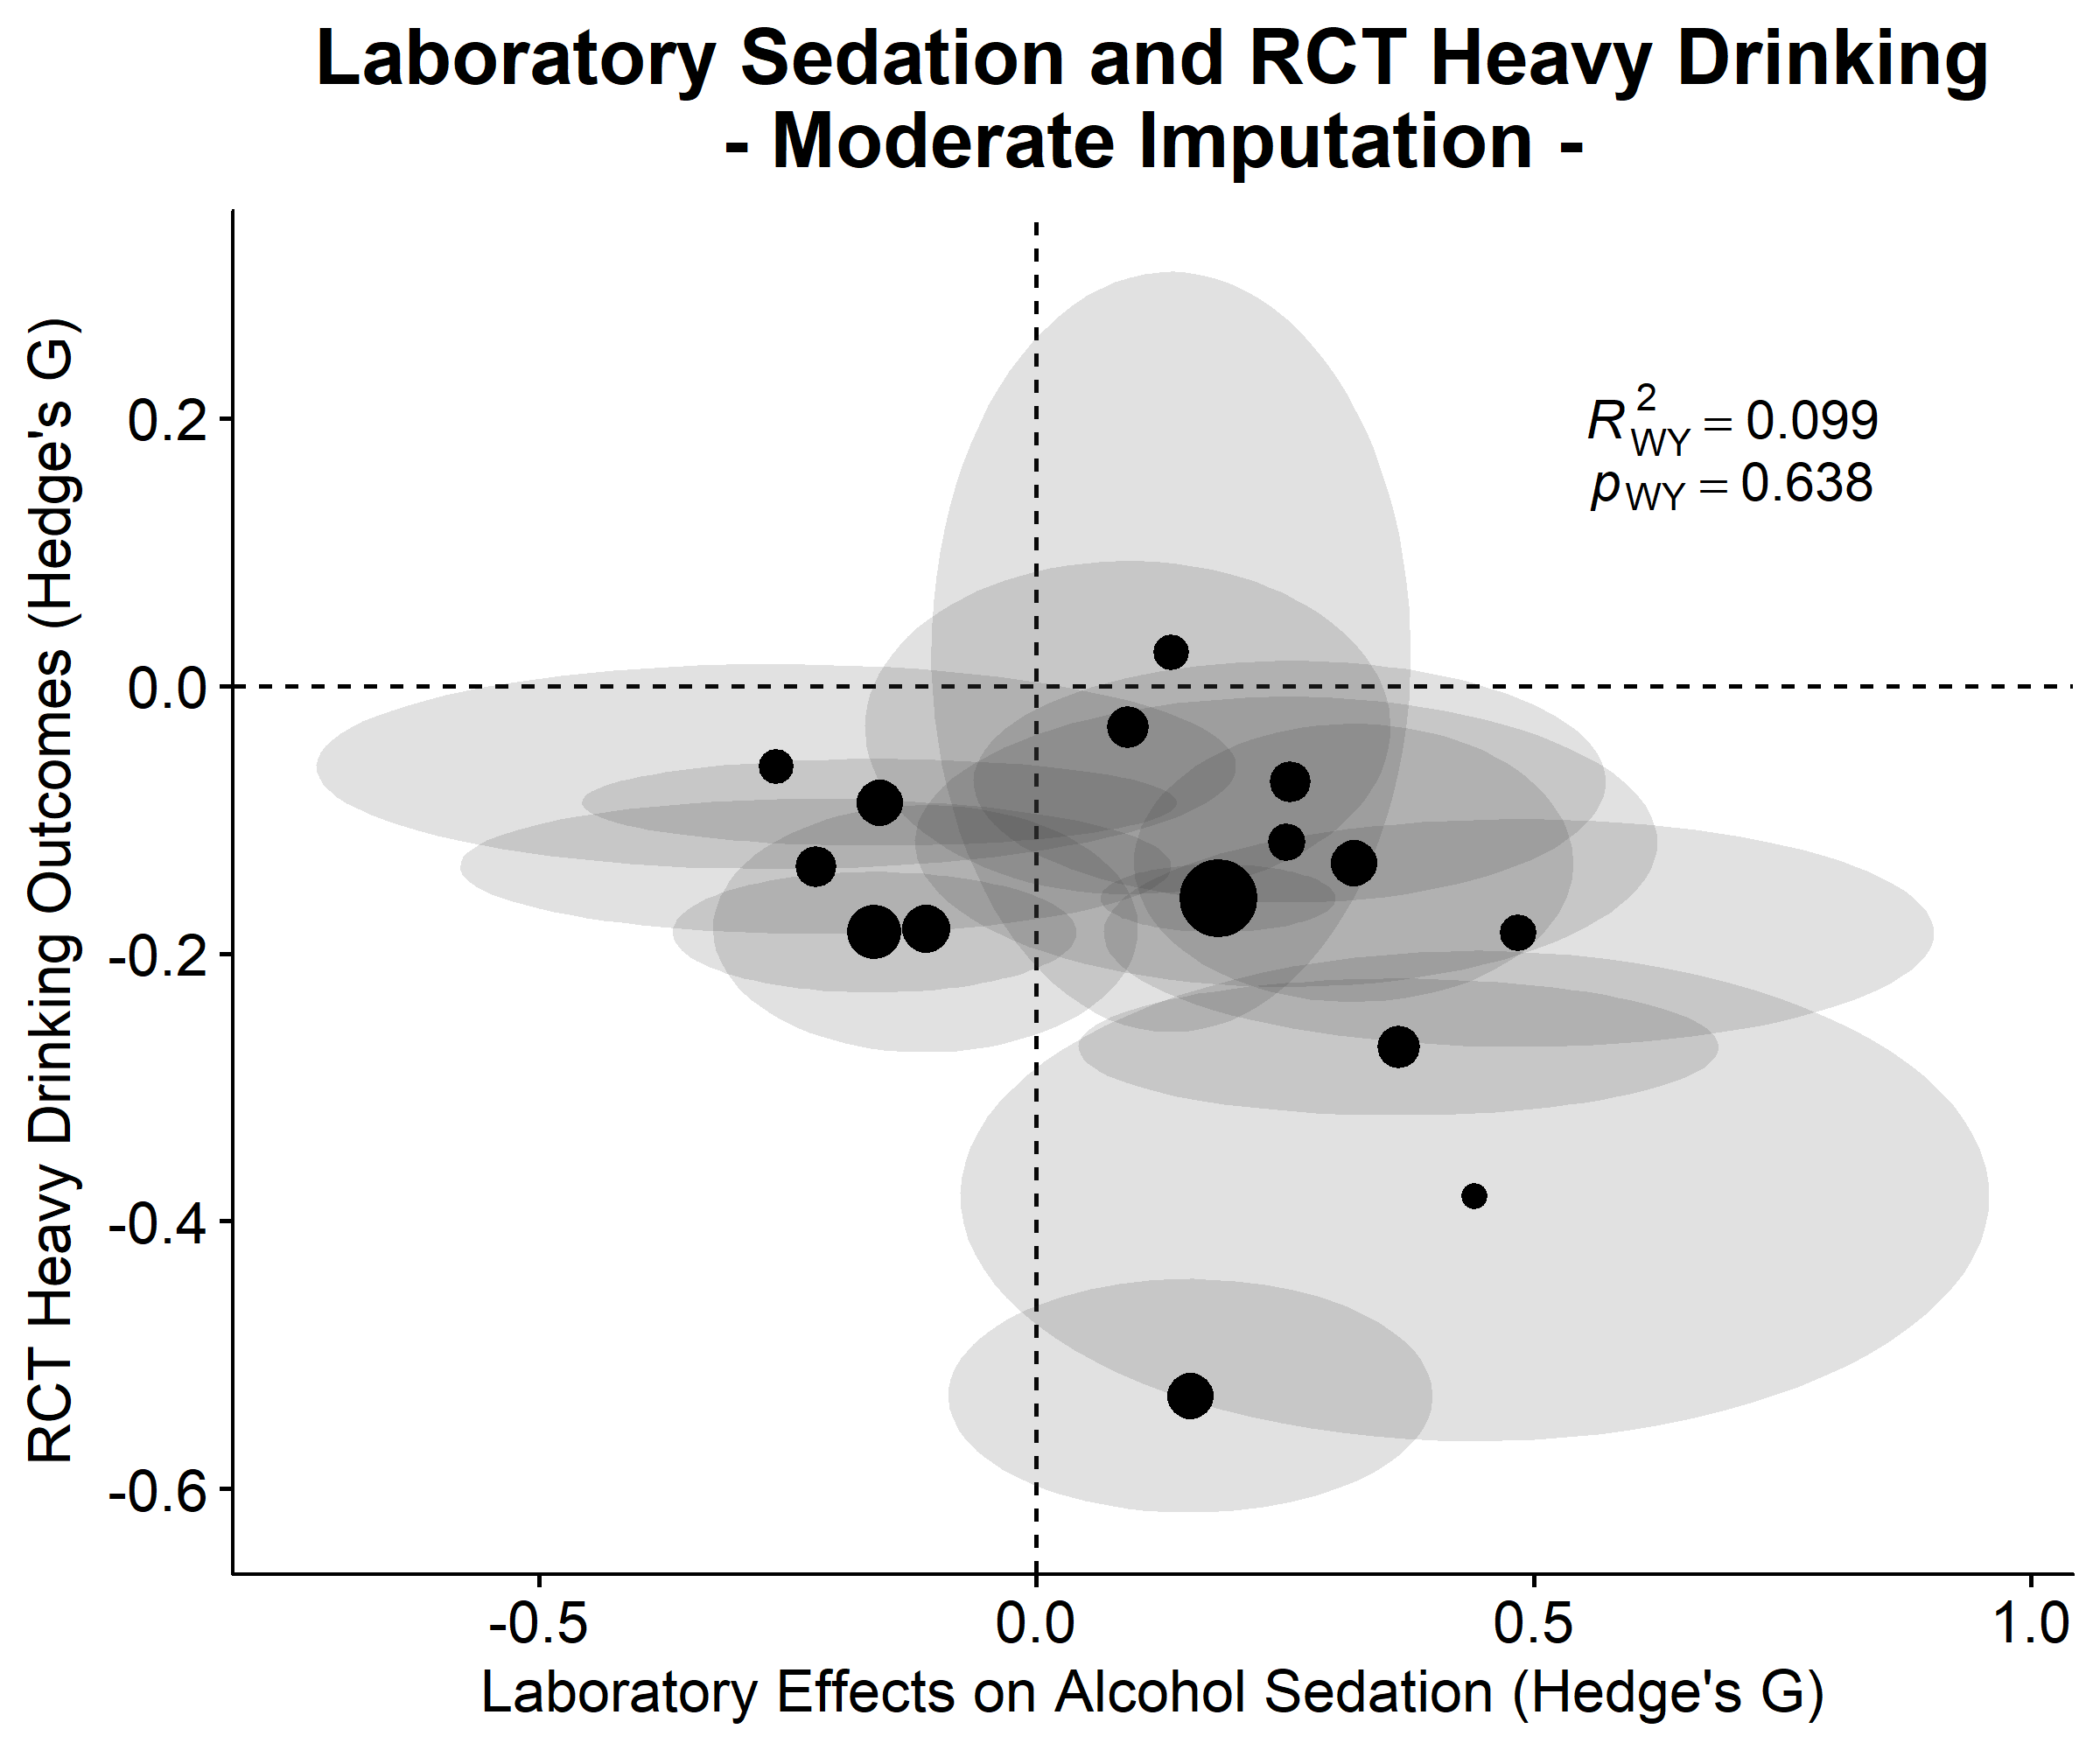 Laboratory Sedation and RCT Heavy Drinking
- Moderate Imputation -
RCT Heavy Drinking Outcomes (Hedge's G)
0.2
0.0
-0.2
-0.4
-0.6
R²WY = 0.099
pWY = 0.638
-0.5 0.0 0.5 1.0
Laboratory Effects on Alcohol Sedation (Hedge's G)